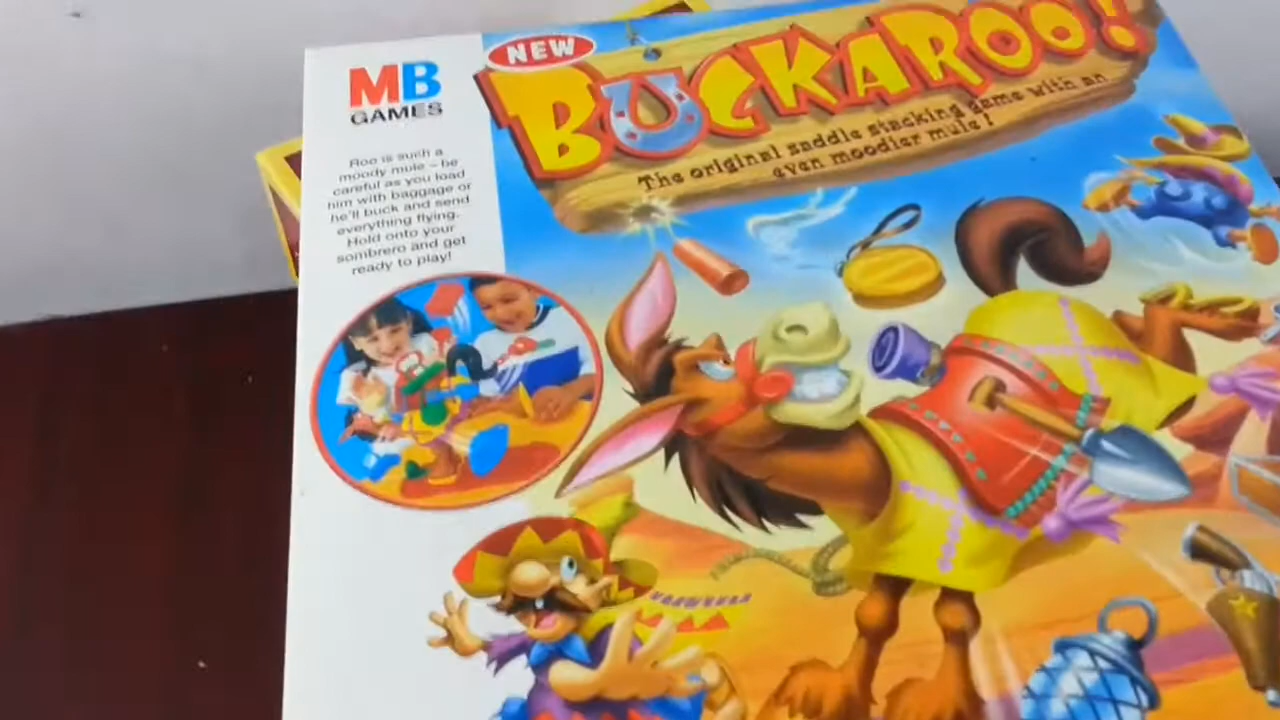 NEW
BUCKAROO!
The original saddle stacking game with an
even moodier mule!
MB
GAMES
Roo is such a
moody mule – be
careful as you load
him with baggage or
he'll buck and send
everything flying.
Hold onto your
sombrero and get
ready to play!